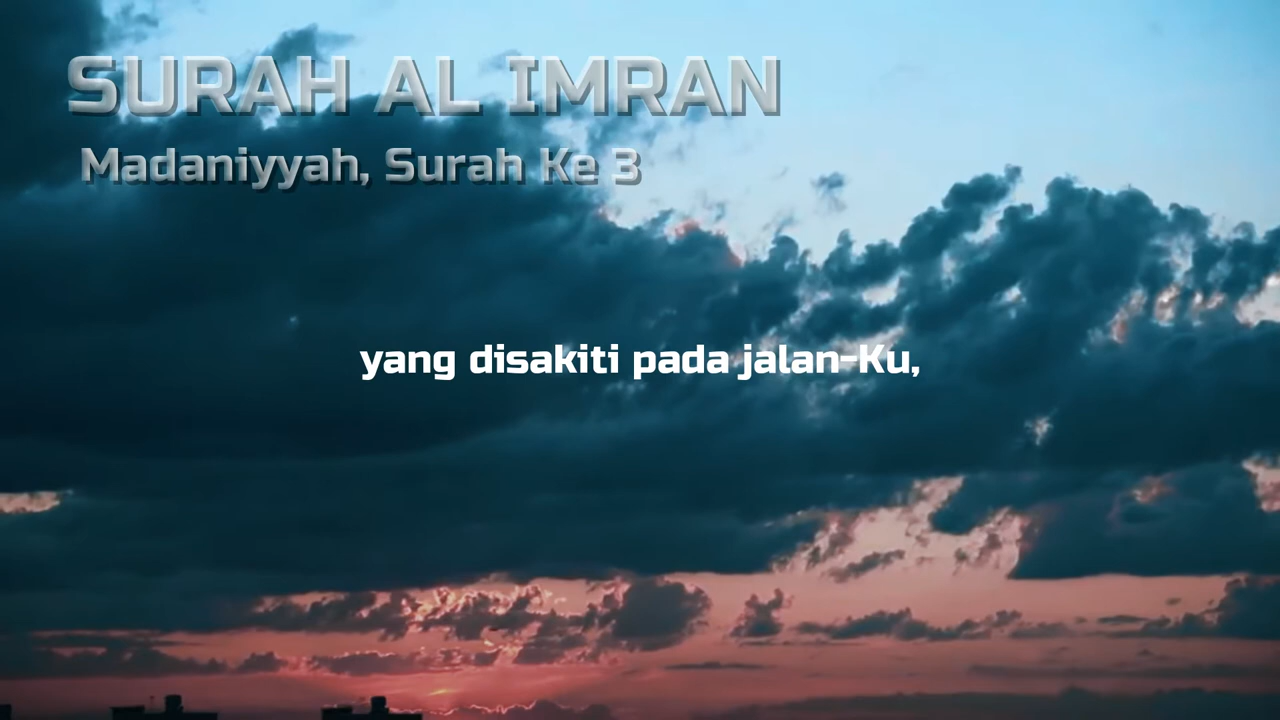 SURAH AL IMRAN
Madaniyyah, Surah Ke 3
yang disakiti pada jalan-Ku,